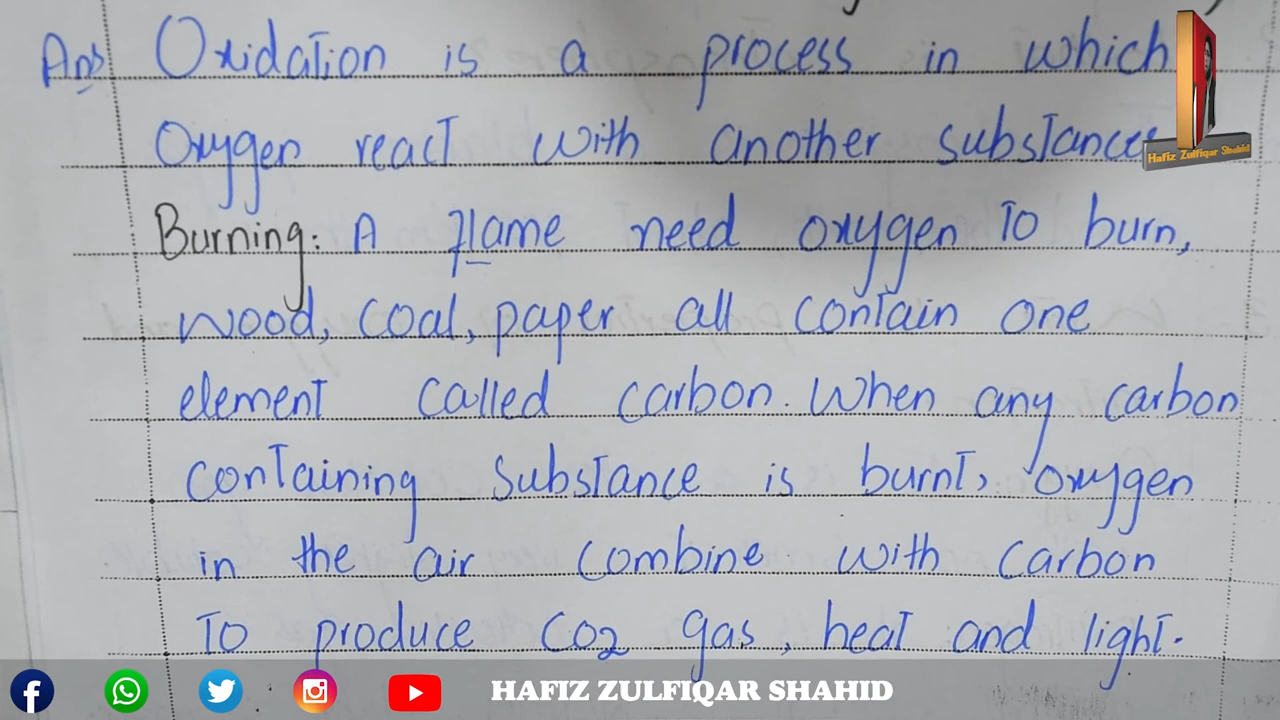 Ans Oxidation is a process in which
Oxygen react with another substance
Hafiz Zulfiqar Shahid
Burning: A flame need oxygen To burn,
wood, coal, paper all contain one
element called carbon. When any carbon
containing substance is burnt, oxygen
in the air combine with carbon
To produce CO2 gas, heat and light.
HAFIZ ZULFIQAR SHAHID